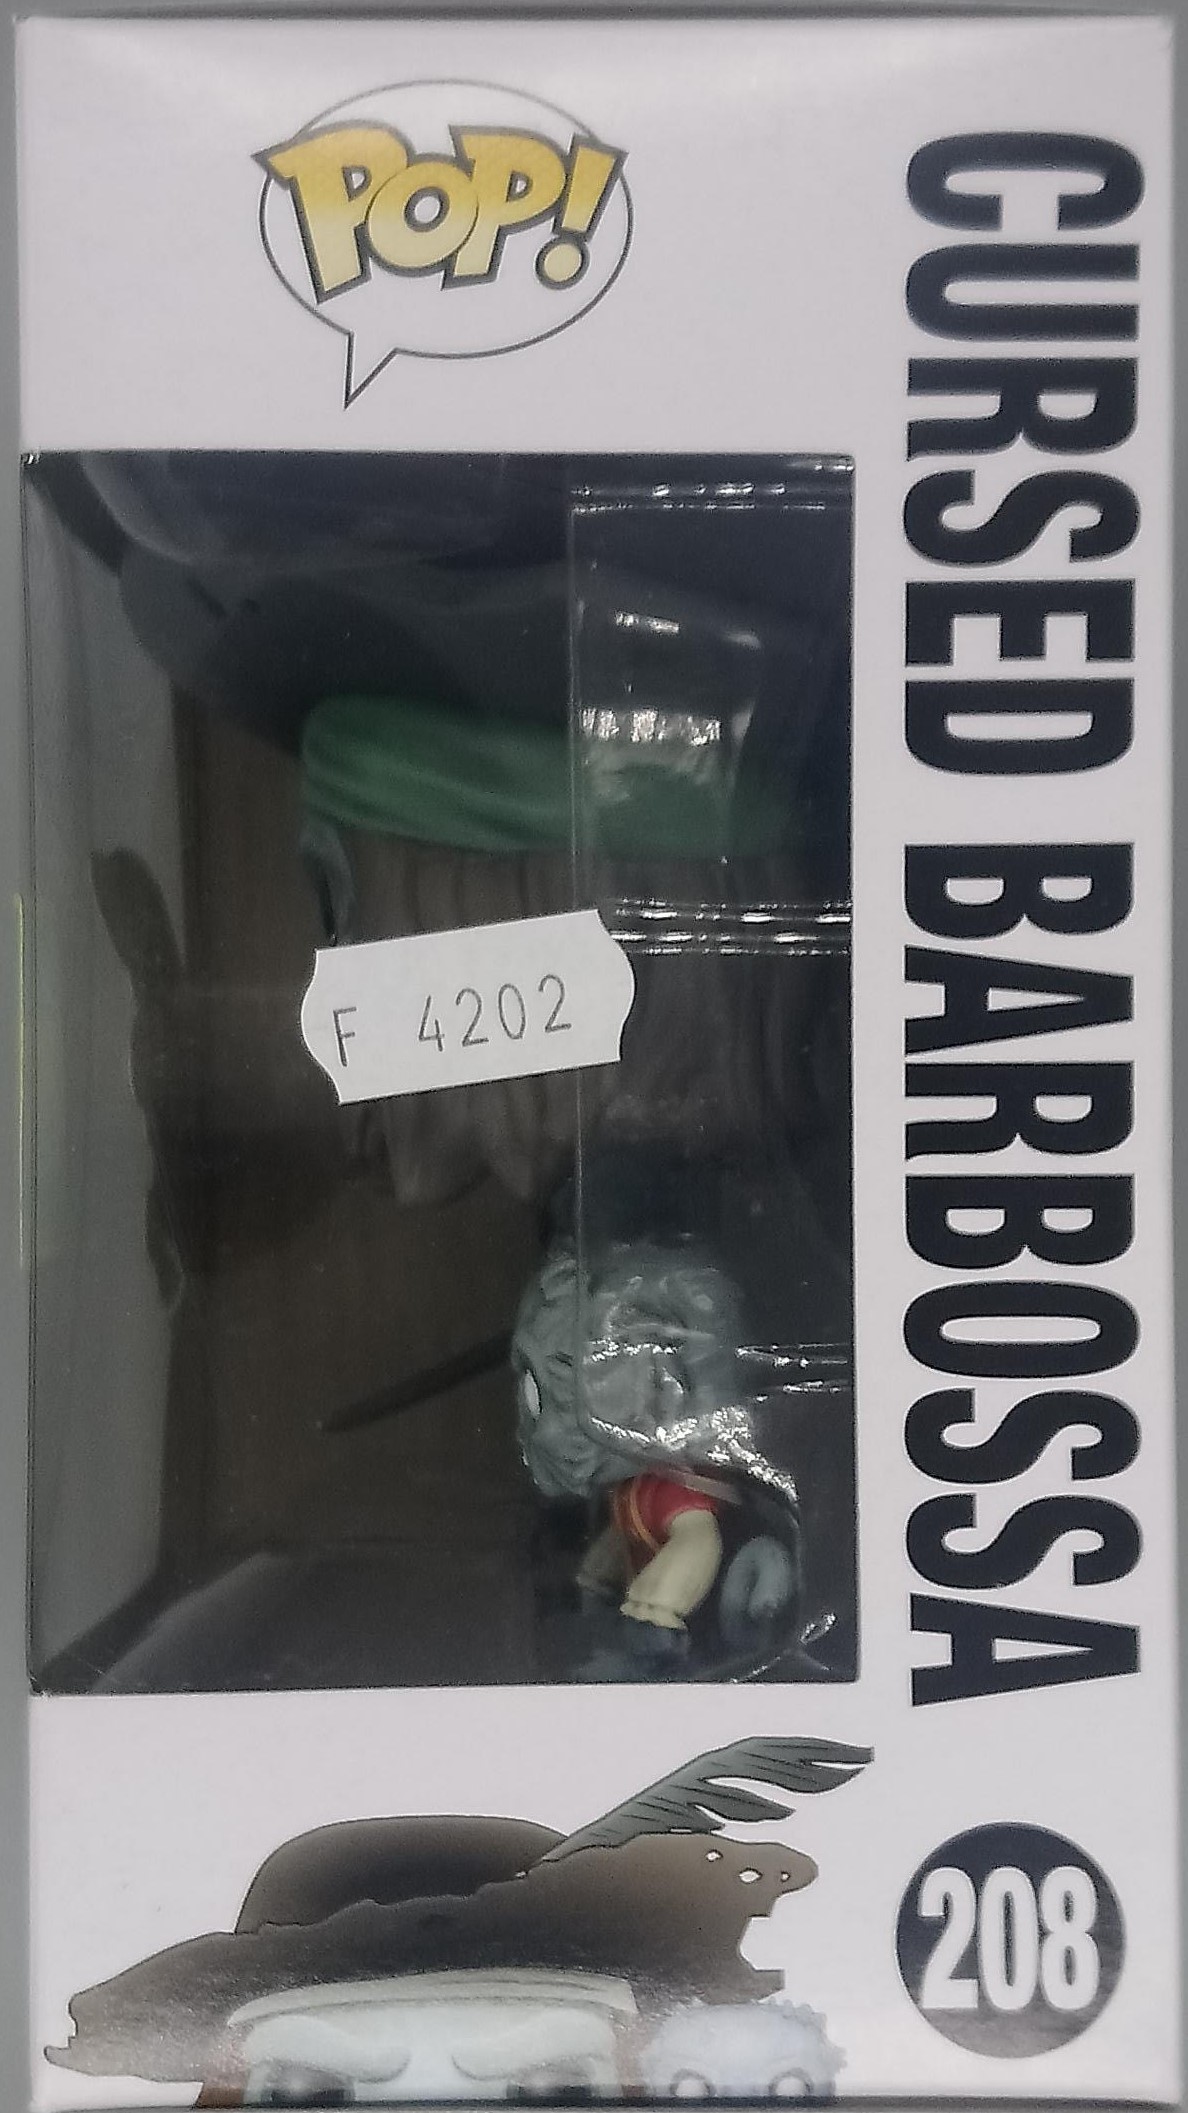 POP!
CURSED BARBOSSA
F 4202
208